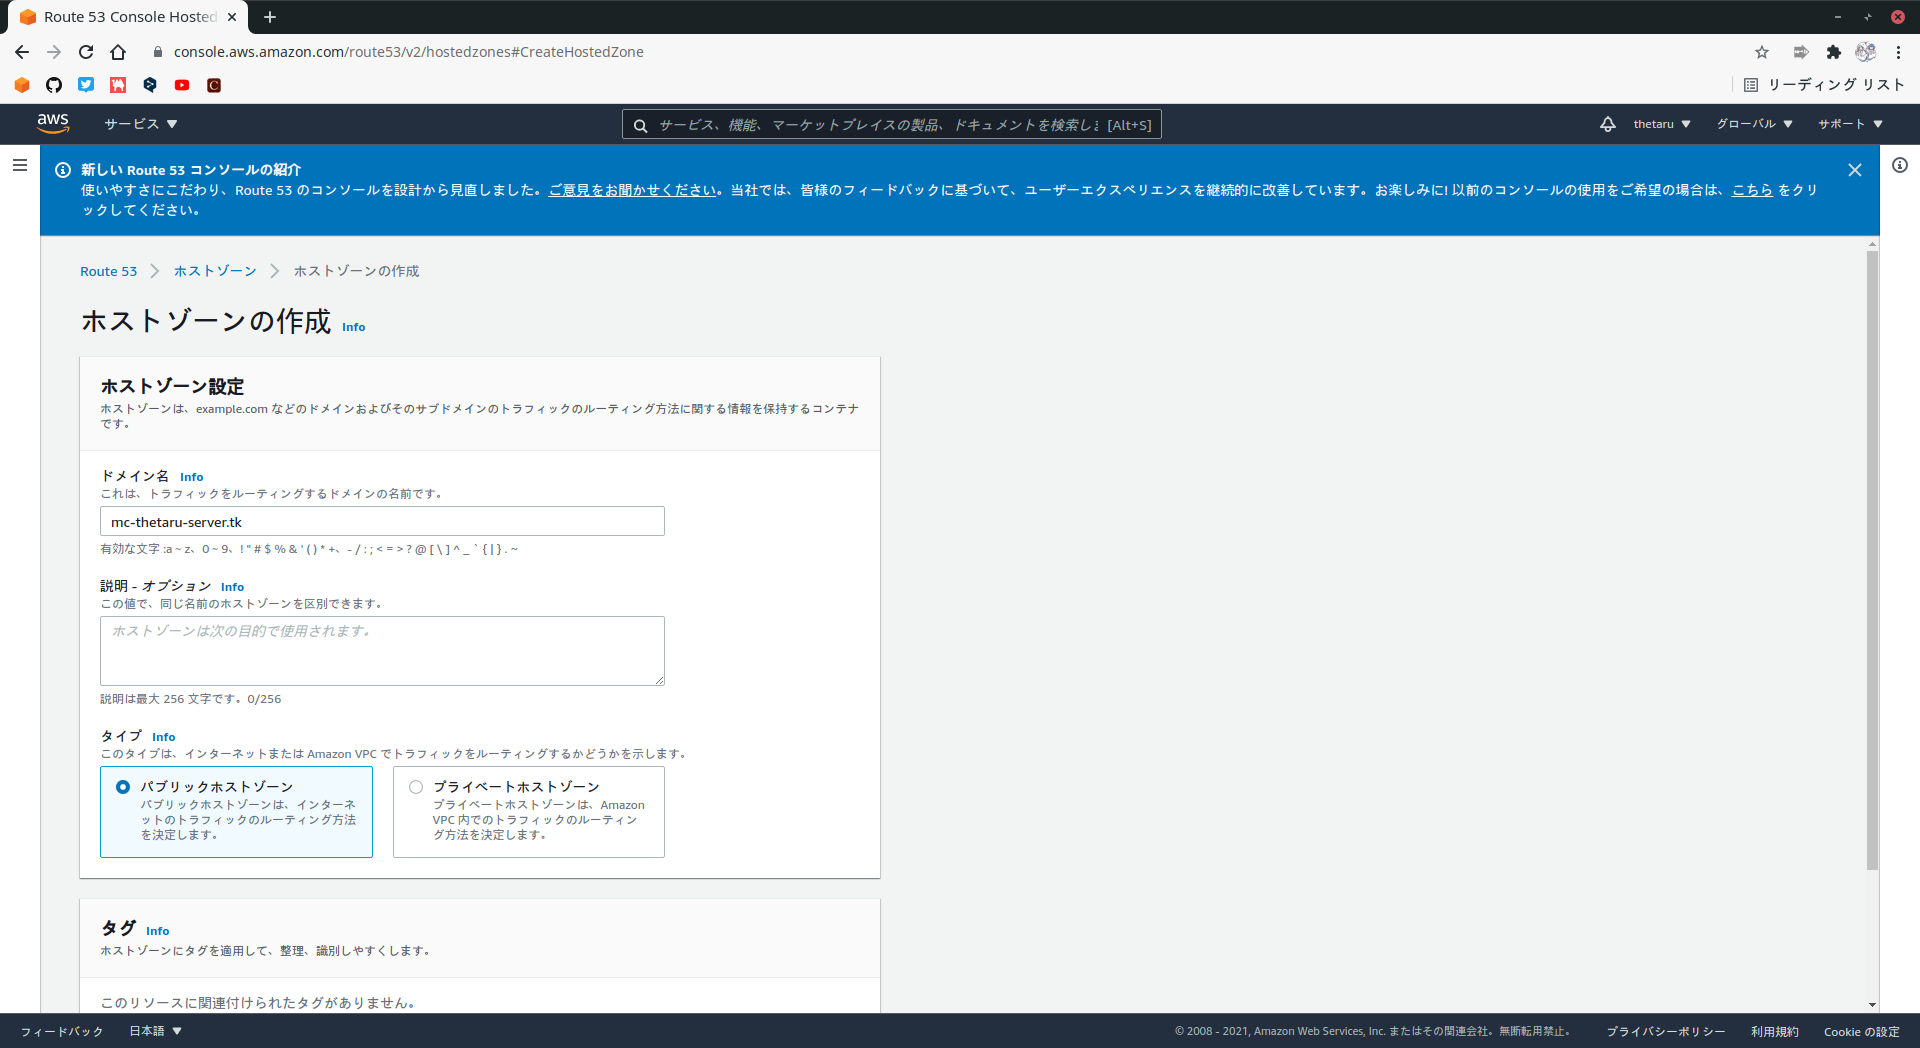 Route 53 Console Hosted
console.aws.amazon.com/route53/v2/hostedzones#CreateHostedZone
リーディング リスト
aws
サービス
サービス、機能、マーケットプレイスの製品、ドキュメントを検索しま [Alt+S]
thetaru
グローバル
サポート
新しい Route 53 コンソールの紹介
使いやすさにこだわり、Route 53 のコンソールを設計から見直しました。ご意見をお聞かせください。当社では、皆様のフィードバックに基づいて、ユーザーエクスペリエンスを継続的に改善しています。お楽しみに! 以前のコンソールの使用をご希望の場合は、こちら をクリ
ックしてください。
Route 53 ホストゾーン ホストゾーンの作成
ホストゾーンの作成 Info
ホストゾーン設定
ホストゾーンは、example.com などのドメインおよびそのサブドメインのトラフィックのルーティング方法に関する情報を保持するコンテナ
です。
ドメイン名 Info
これは、トラフィックをルーティングするドメインの名前です。
mc-thetaru-server.tk
有効な文字 :a ~ z、0 ~ 9、! " # $ % & ' ( ) * +、- / : ; < = > ? @ [ \ ] ^ _ ` { | } . ~
説明 - オプション Info
この値で、同じ名前のホストゾーンを区別できます。
ホストゾーンは次の目的で使用されます。
説明は最大 256 文字です。0/256
タイプ Info
このタイプは、インターネットまたは Amazon VPC でトラフィックをルーティングするかどうかを示します。
パブリックホストゾーン
パブリックホストゾーンは、インターネ
ットのトラフィックのルーティング方法
を決定します。
プライベートホストゾーン
プライベートホストゾーンは、Amazon
VPC 内でのトラフィックのルーティン
グ方法を決定します。
タグ Info
ホストゾーンにタグを適用して、整理、識別しやすくします。
このリソースに関連付けられたタグがありません。
フィードバック
日本語
© 2008 - 2021, Amazon Web Services, Inc. またはその関連会社。無断転用禁止。
プライバシーポリシー
利用規約
Cookie の設定